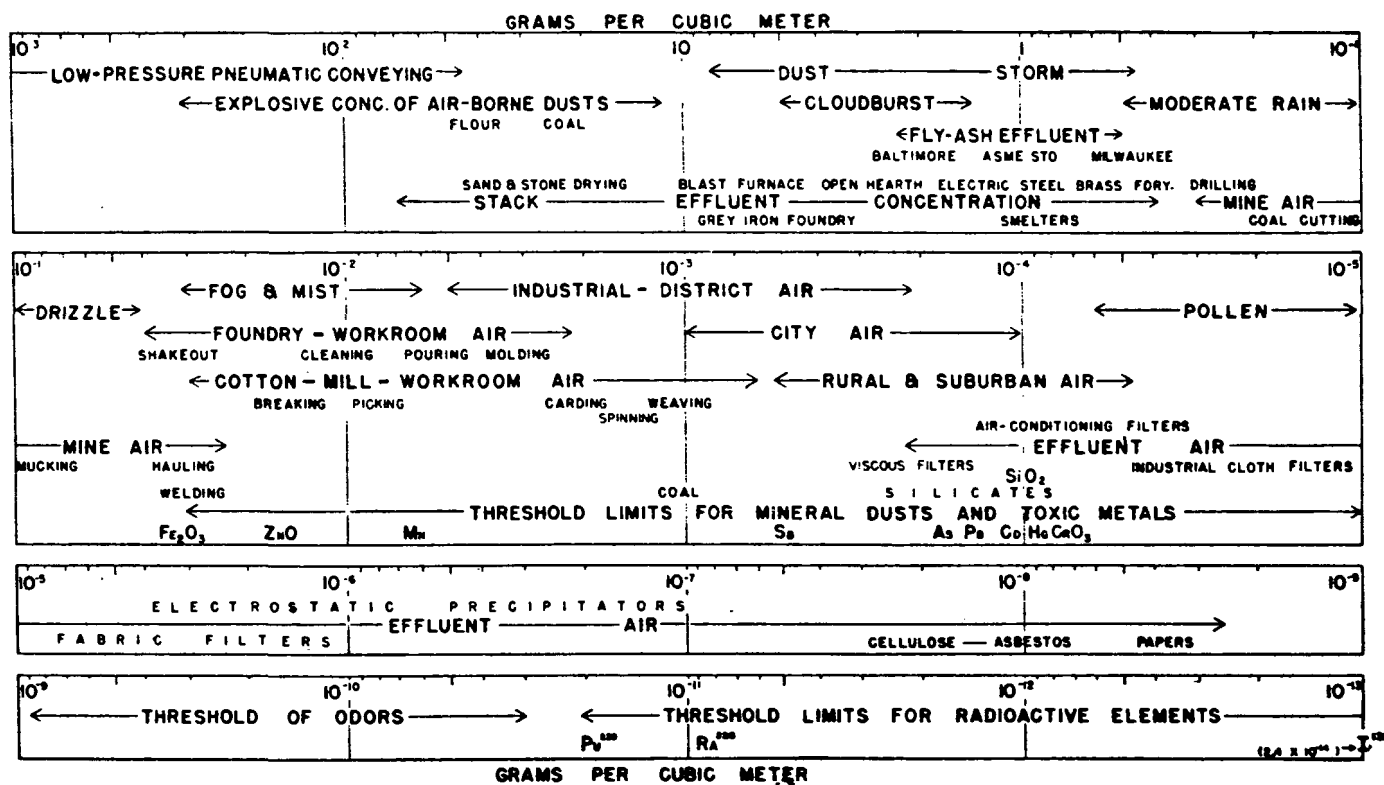 GRAMS PER CUBIC METER
10³ 10² 10 1 10⁻¹
LOW-PRESSURE PNEUMATIC CONVEYING DUST STORM
EXPLOSIVE CONC. OF AIR-BORNE DUSTS CLOUDBURST MODERATE RAIN
FLOUR COAL FLY-ASH EFFLUENT
BALTIMORE ASME STD MILWAUKEE
SAND & STONE DRYING BLAST FURNACE OPEN HEARTH ELECTRIC STEEL BRASS FDRY. DRILLING
STACK EFFLUENT CONCENTRATION MINE AIR
GREY IRON FOUNDRY SMELTERS COAL CUTTING
10⁻¹ 10⁻² 10⁻³ 10⁻⁴ 10⁻⁵
FOG & MIST INDUSTRIAL-DISTRICT AIR
DRIZZLE POLLEN
FOUNDRY-WORKROOM AIR CITY AIR
SHAKEOUT CLEANING POURING MOLDING
COTTON-MILL-WORKROOM AIR RURAL & SUBURBAN AIR
BREAKING PICKING CARDING WEAVING
SPINNING
AIR-CONDITIONING FILTERS
MINE AIR EFFLUENT AIR
MUCKING HAULING VISCOUS FILTERS INDUSTRIAL CLOTH FILTERS
SiO₂
WELDING COAL SILICATES
THRESHOLD LIMITS FOR MINERAL DUSTS AND TOXIC METALS
Fe₂O₃ ZnO Mn Sb As Pb Cd Hg CrO₃
10⁻⁵ 10⁻⁶ 10⁻⁷ 10⁻⁸ 10⁻⁹
ELECTROSTATIC PRECIPITATORS
EFFLUENT AIR
FABRIC FILTERS CELLULOSE — ASBESTOS PAPERS
10⁻⁹ 10⁻¹⁰ 10⁻¹¹ 10⁻¹² 10⁻¹³
THRESHOLD OF ODORS THRESHOLD LIMITS FOR RADIOACTIVE ELEMENTS
Pu Ra
GRAMS PER CUBIC METER